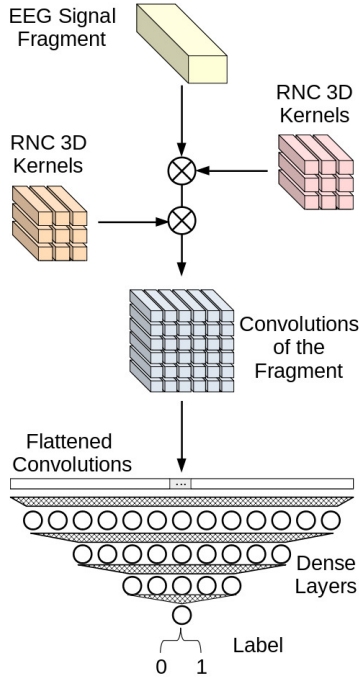 EEG Signal
Fragment
RNC 3D
Kernels
RNC 3D
Kernels
Convolutions
of the
Fragment
Flattened
Convolutions
...
Dense
Layers
Label
0 1